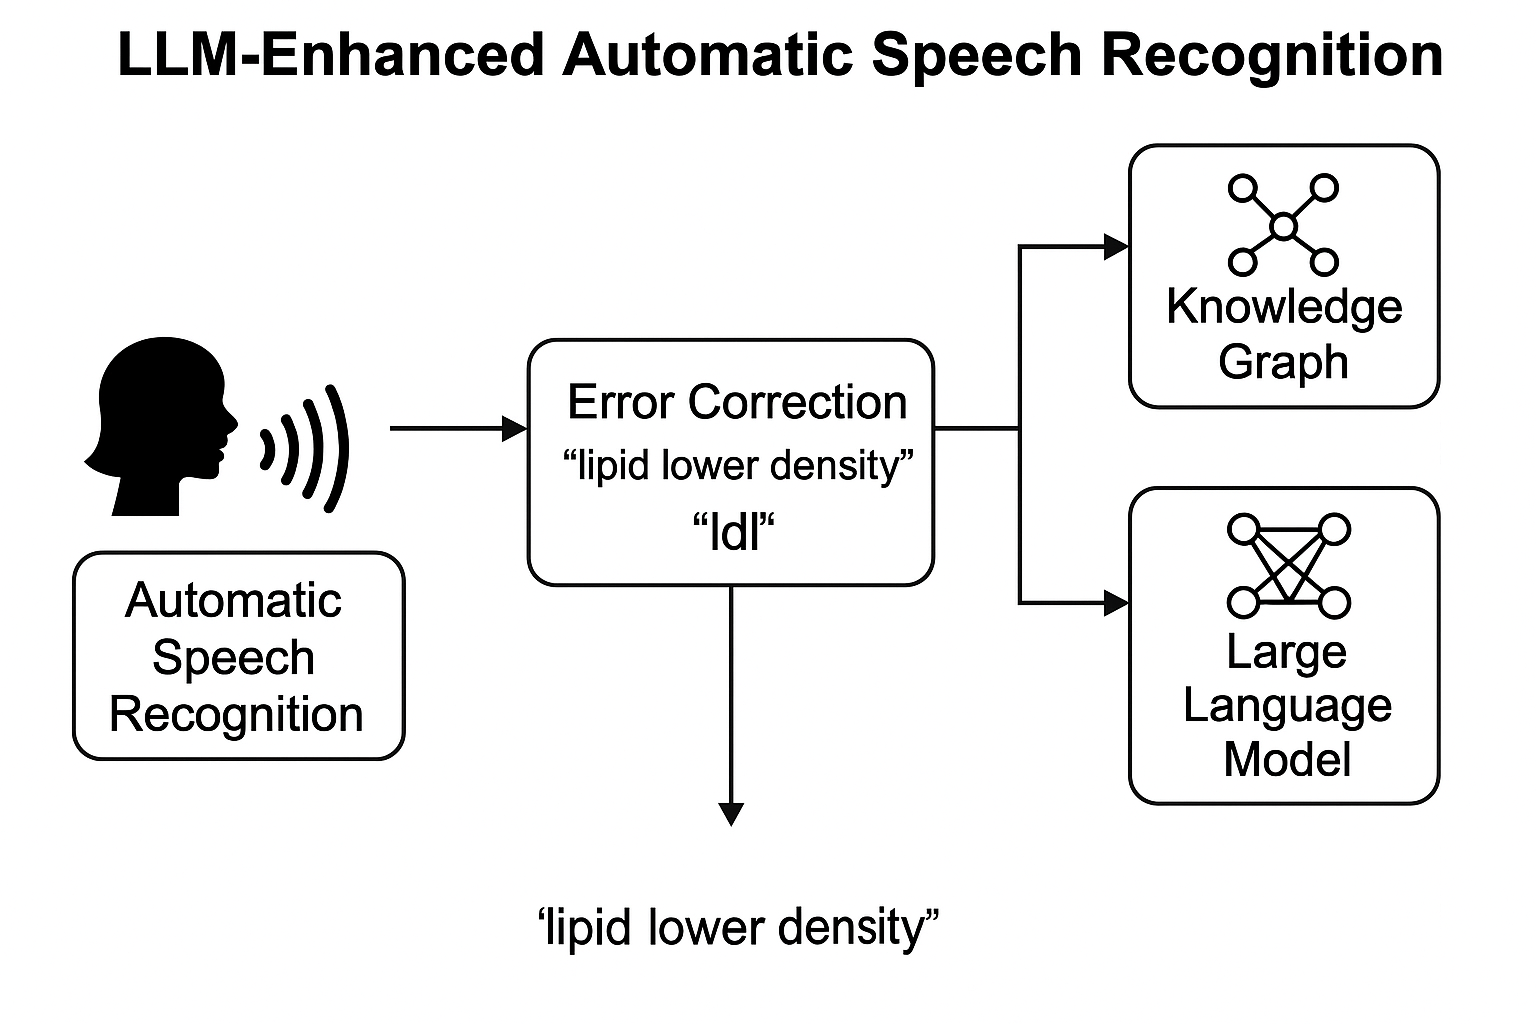 LLM-Enhanced Automatic Speech Recognition
Automatic
Speech
Recognition
Error Correction
“lipid lower density”
“ldl“
Knowledge
Graph
Large
Language
Model
‘lipid lower density”